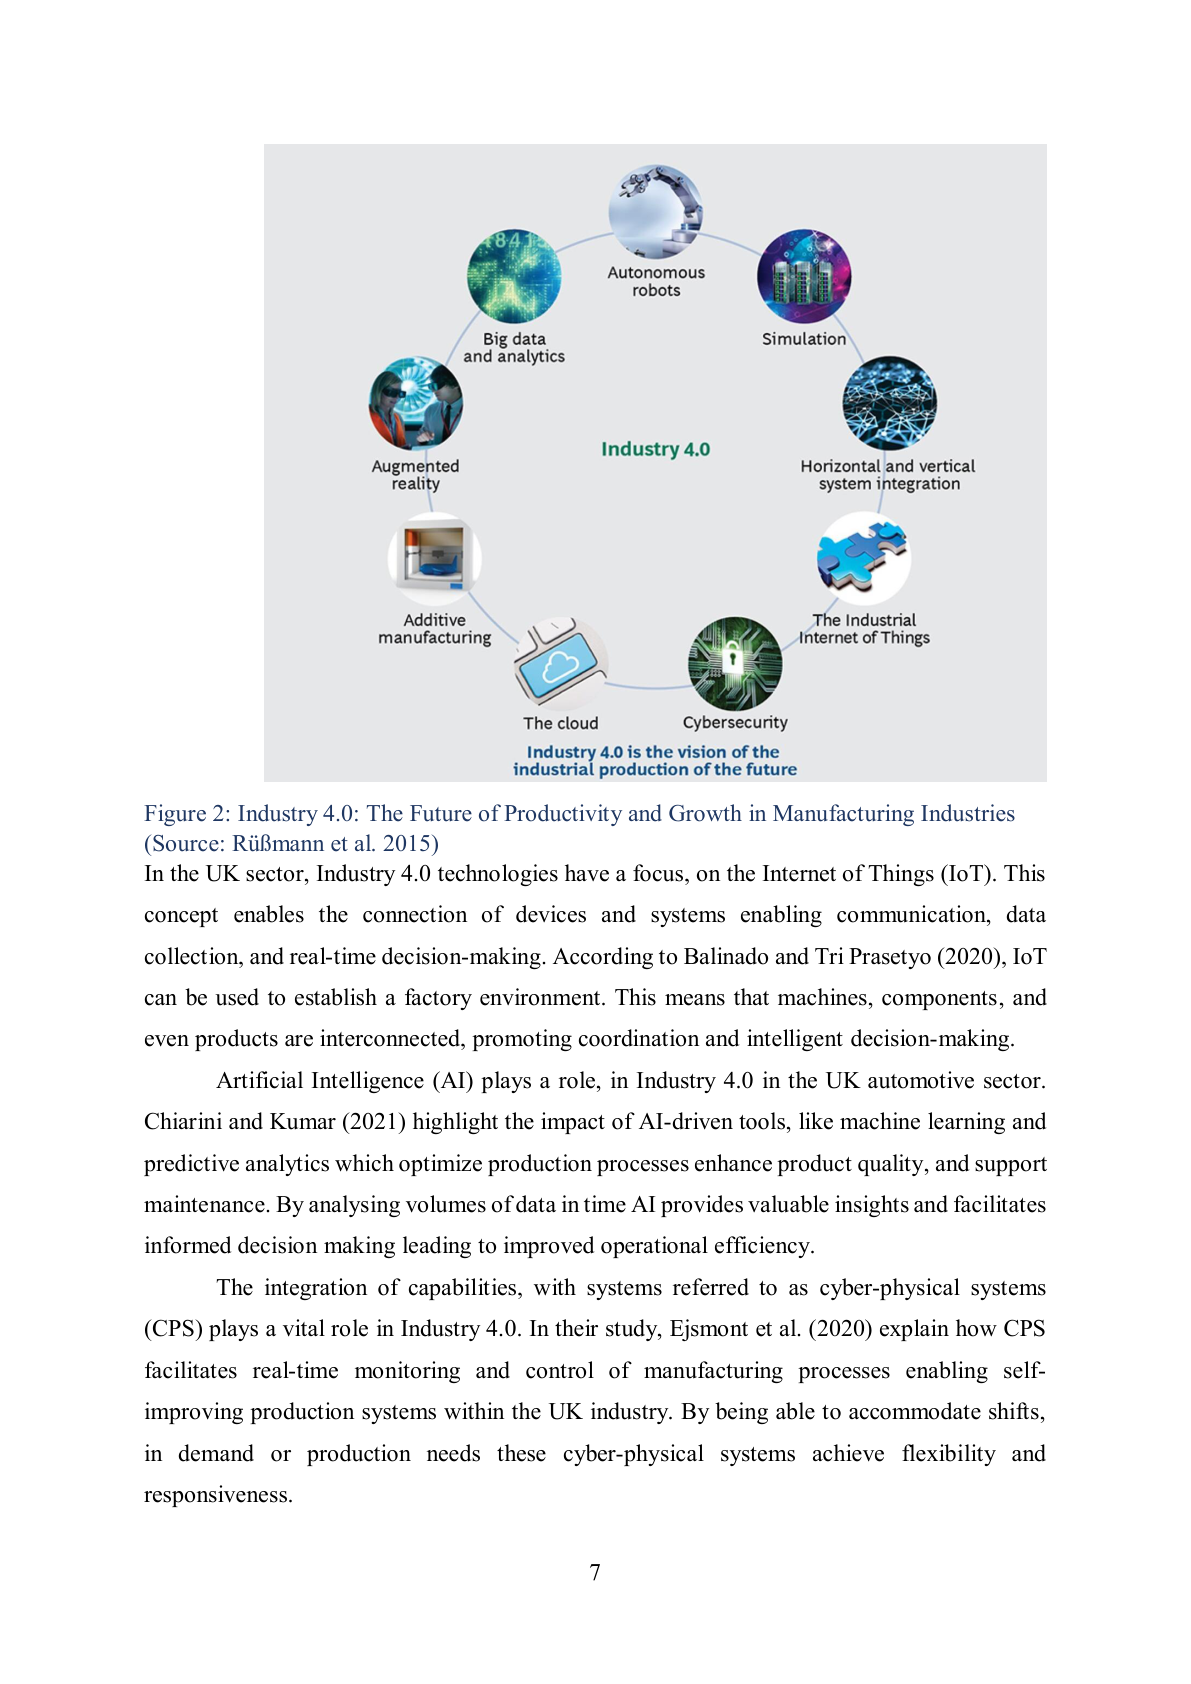 8413
Autonomous
robots
Big data
and analytics
Simulation
Augmented
reality
Industry 4.0
Horizontal and vertical
system integration
Additive
manufacturing
The Industrial
Internet of Things
The cloud
Cybersecurity
Industry 4.0 is the vision of the
industrial production of the future
Figure 2: Industry 4.0: The Future of Productivity and Growth in Manufacturing Industries
(Source: Rüßmann et al. 2015)
In the UK sector, Industry 4.0 technologies have a focus, on the Internet of Things (IoT). This
concept enables the connection of devices and systems enabling communication, data
collection, and real-time decision-making. According to Balinado and Tri Prasetyo (2020), IoT
can be used to establish a factory environment. This means that machines, components, and
even products are interconnected, promoting coordination and intelligent decision-making.
Artificial Intelligence (AI) plays a role, in Industry 4.0 in the UK automotive sector.
Chiarini and Kumar (2021) highlight the impact of AI-driven tools, like machine learning and
predictive analytics which optimize production processes enhance product quality, and support
maintenance. By analysing volumes of data in time AI provides valuable insights and facilitates
informed decision making leading to improved operational efficiency.
The integration of capabilities, with systems referred to as cyber-physical systems
(CPS) plays a vital role in Industry 4.0. In their study, Ejsmont et al. (2020) explain how CPS
facilitates real-time monitoring and control of manufacturing processes enabling self-
improving production systems within the UK industry. By being able to accommodate shifts,
in demand or production needs these cyber-physical systems achieve flexibility and
responsiveness.
7